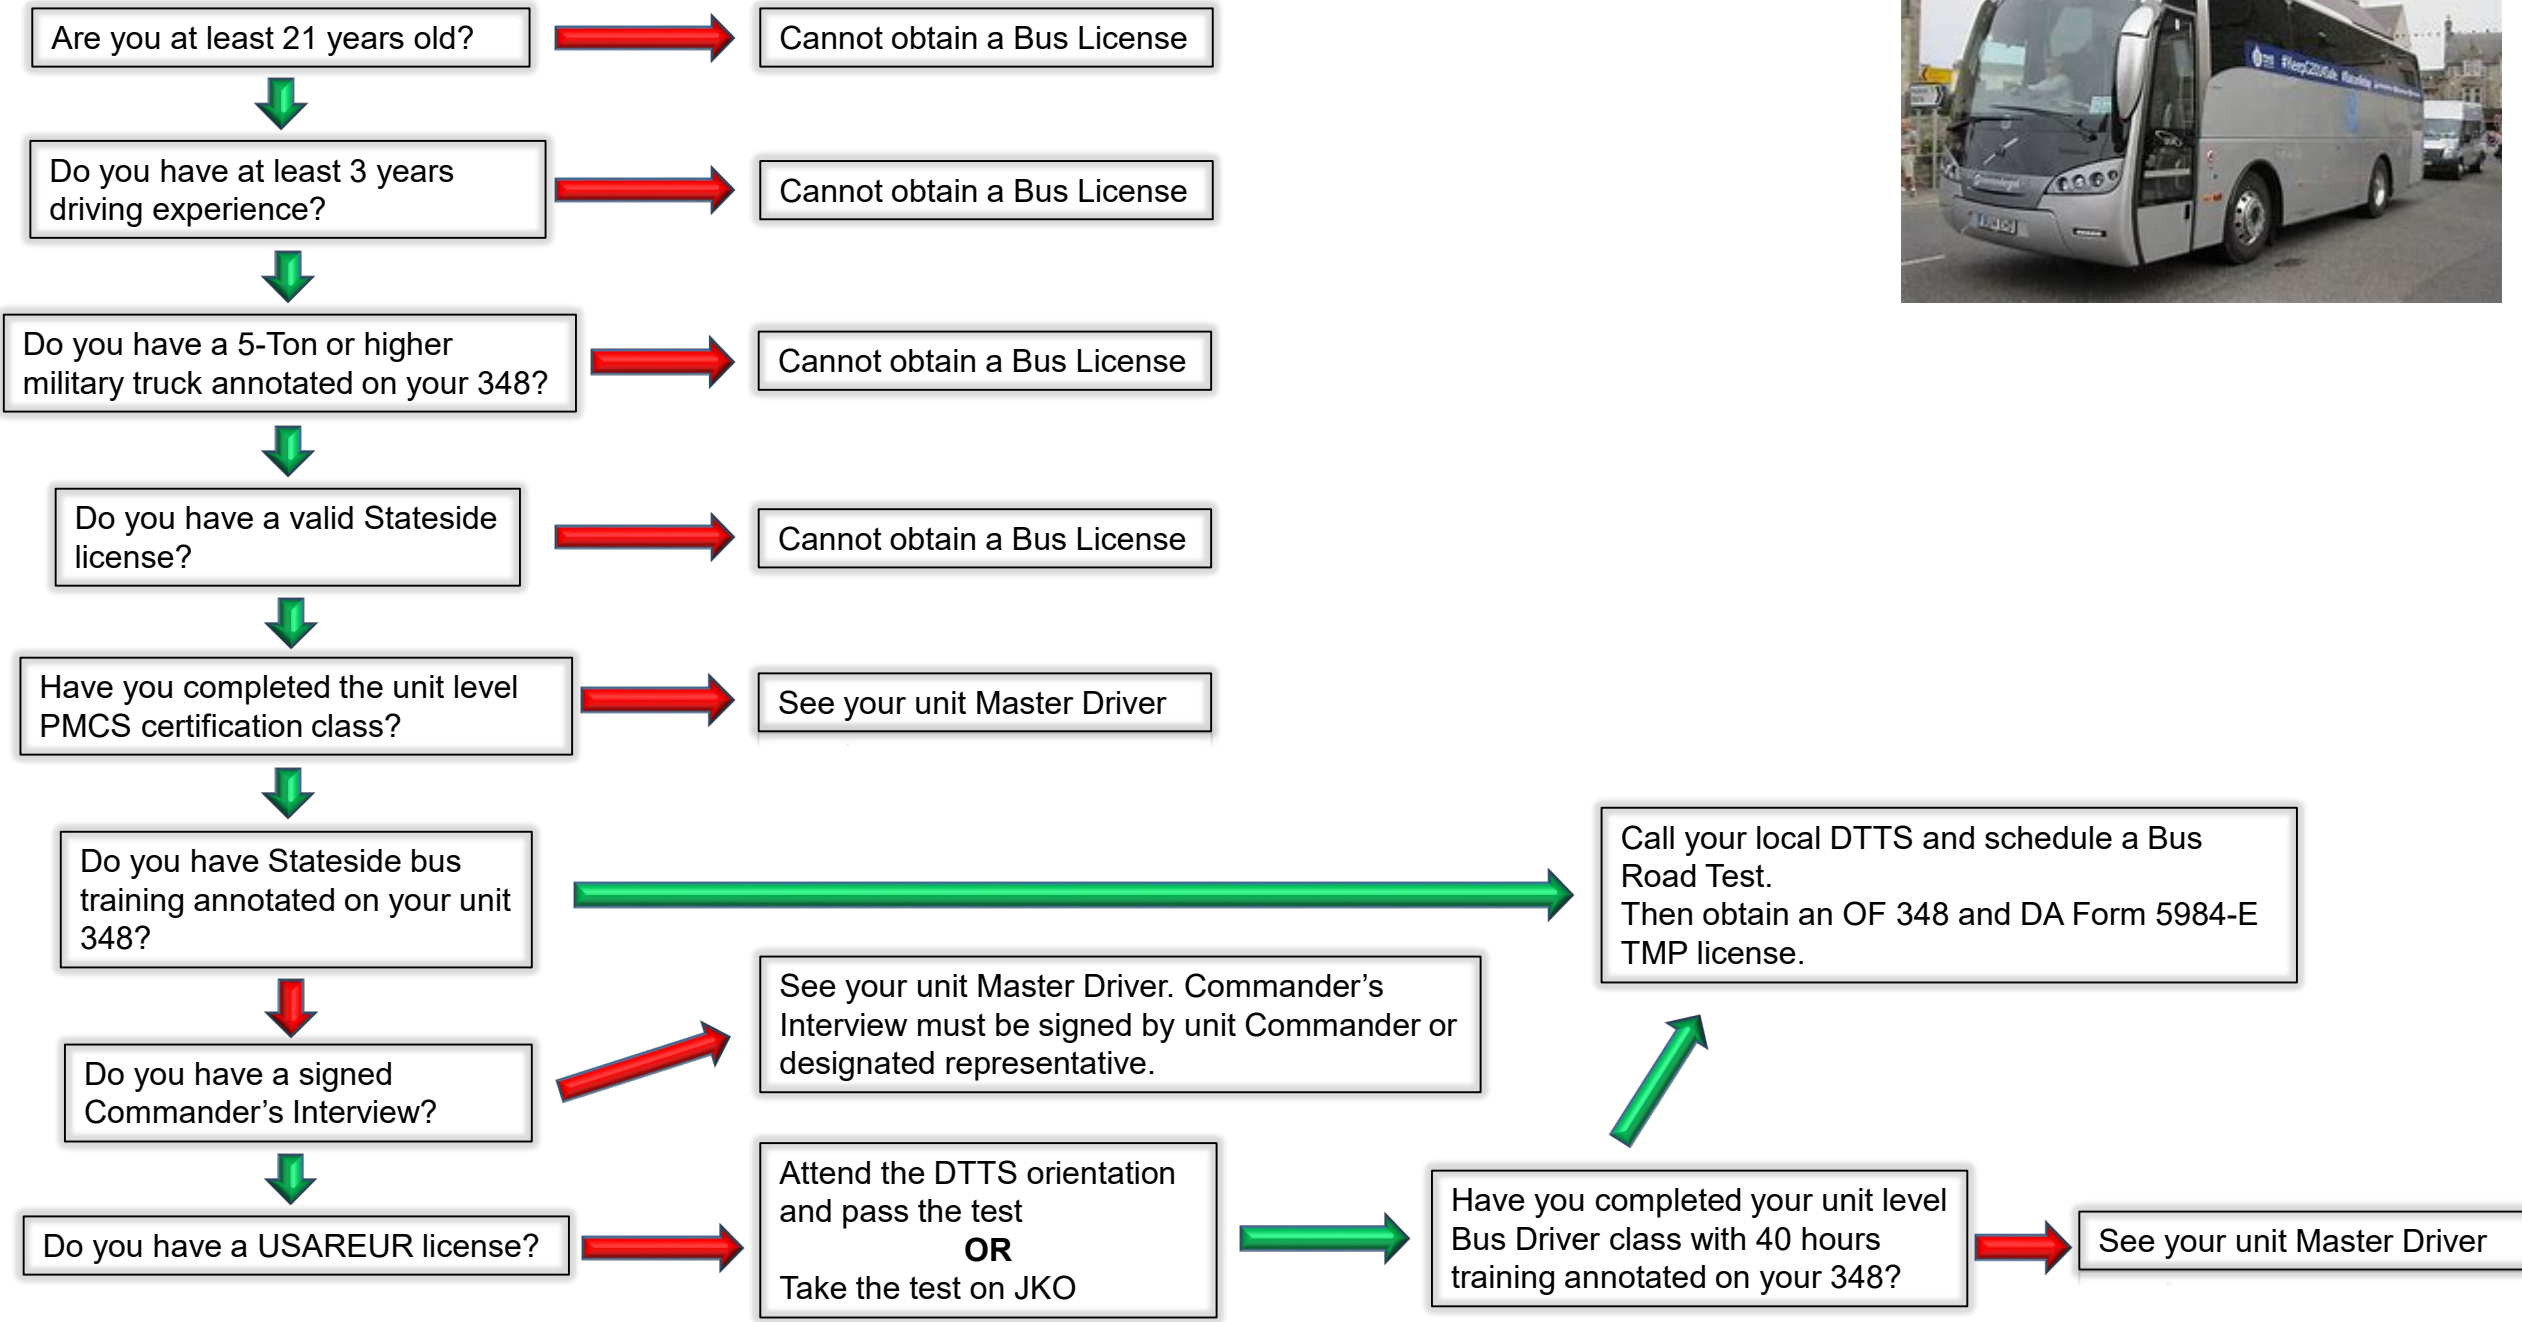 Are you at least 21 years old?
Cannot obtain a Bus License
Do you have at least 3 years
driving experience?
Cannot obtain a Bus License
Do you have a 5-Ton or higher
military truck annotated on your 348?
Cannot obtain a Bus License
Do you have a valid Stateside
license?
Cannot obtain a Bus License
Have you completed the unit level
PMCS certification class?
See your unit Master Driver
Do you have Stateside bus
training annotated on your unit
348?
Call your local DTTS and schedule a Bus
Road Test.
Then obtain an OF 348 and DA Form 5984-E
TMP license.
Do you have a signed
Commander’s Interview?
See your unit Master Driver. Commander’s
Interview must be signed by unit Commander or
designated representative.
Do you have a USAREUR license?
Attend the DTTS orientation
and pass the test
OR
Take the test on JKO
Have you completed your unit level
Bus Driver class with 40 hours
training annotated on your 348?
See your unit Master Driver